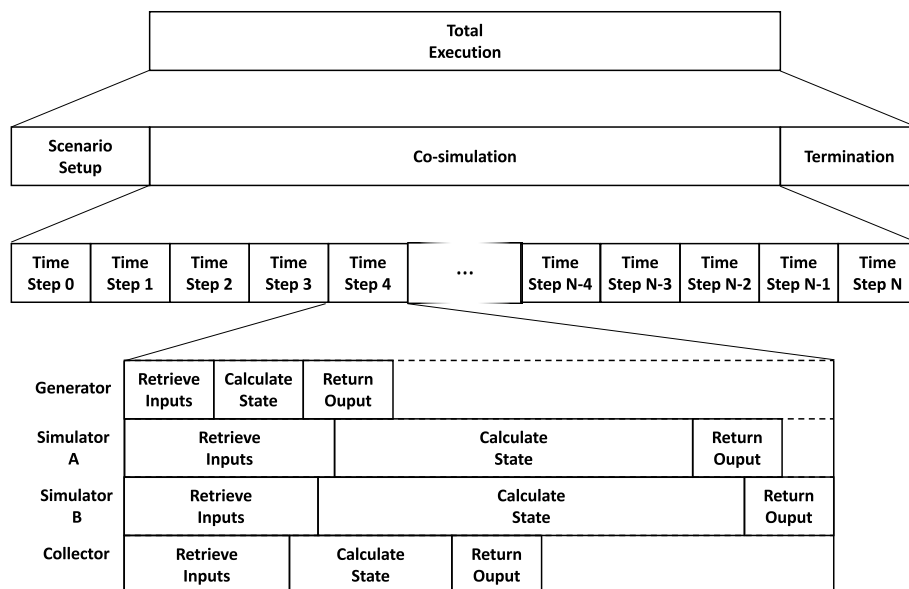 Total
Execution
Scenario
Setup
Co-simulation
Termination
Time
Step 0
Time
Step 1
Time
Step 2
Time
Step 3
Time
Step 4
...
Time
Step N-4
Time
Step N-3
Time
Step N-2
Time
Step N-1
Time
Step N
Generator
Retrieve
Inputs
Calculate
State
Return
Ouput
Simulator
A
Retrieve
Inputs
Calculate
State
Return
Ouput
Simulator
B
Retrieve
Inputs
Calculate
State
Return
Ouput
Collector
Retrieve
Inputs
Calculate
State
Return
Ouput